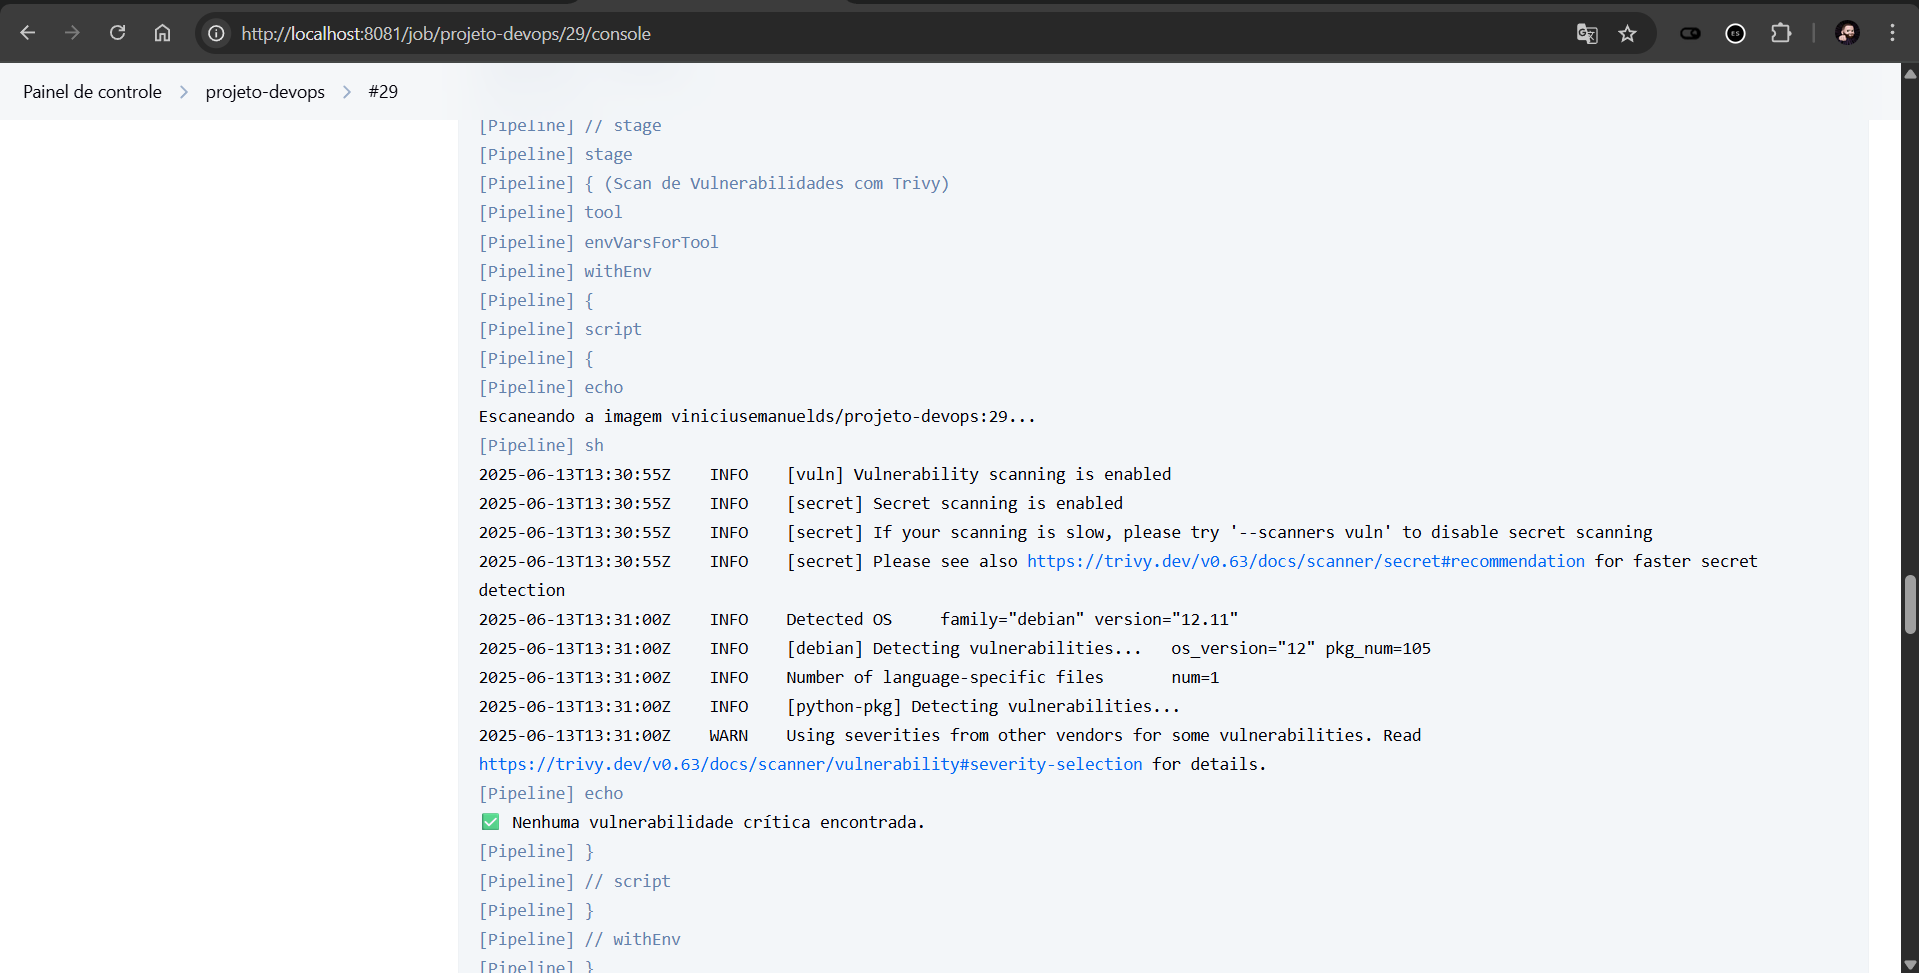 http://localhost:8081/job/projeto-devops/29/console
Painel de controle > projeto-devops > #29
[Pipeline] // stage
[Pipeline] stage
[Pipeline] { (Scan de Vulnerabilidades com Trivy)
[Pipeline] tool
[Pipeline] envVarsForTool
[Pipeline] withEnv
[Pipeline] {
[Pipeline] script
[Pipeline] {
[Pipeline] echo
Escaneando a imagem viniciusemanuelds/projeto-devops:29...
[Pipeline] sh
2025-06-13T13:30:55Z INFO [vuln] Vulnerability scanning is enabled
2025-06-13T13:30:55Z INFO [secret] Secret scanning is enabled
2025-06-13T13:30:55Z INFO [secret] If your scanning is slow, please try '--scanners vuln' to disable secret scanning
2025-06-13T13:30:55Z INFO [secret] Please see also https://trivy.dev/v0.63/docs/scanner/secret#recommendation for faster secret
detection
2025-06-13T13:31:00Z INFO Detected OS family="debian" version="12.11"
2025-06-13T13:31:00Z INFO [debian] Detecting vulnerabilities... os_version="12" pkg_num=105
2025-06-13T13:31:00Z INFO Number of language-specific files num=1
2025-06-13T13:31:00Z INFO [python-pkg] Detecting vulnerabilities...
2025-06-13T13:31:00Z WARN Using severities from other vendors for some vulnerabilities. Read
https://trivy.dev/v0.63/docs/scanner/vulnerability#severity-selection for details.
[Pipeline] echo
✅ Nenhuma vulnerabilidade crítica encontrada.
[Pipeline] }
[Pipeline] // script
[Pipeline] }
[Pipeline] // withEnv
[Pipeline] }